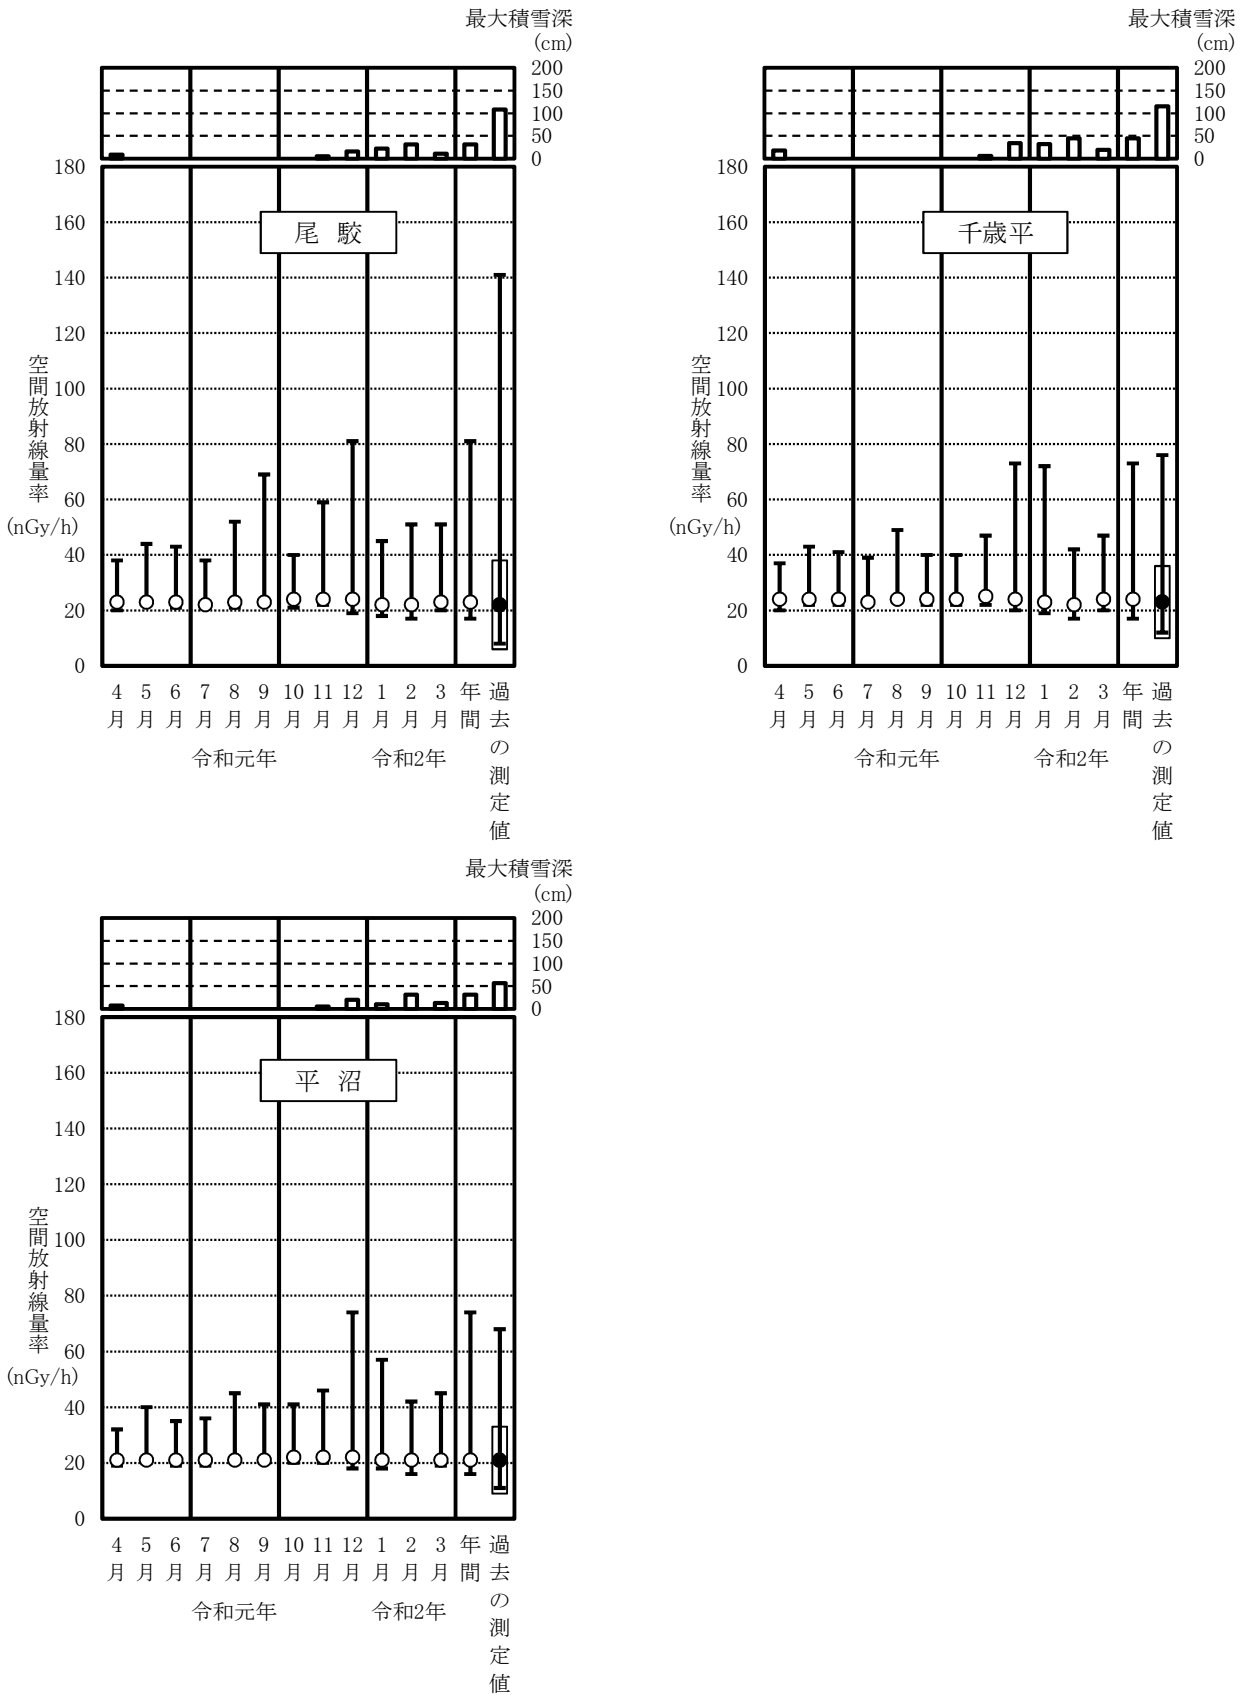 最大積雪深
(cm)
200
150
100
50
0
180
160
140
120
100
80
60
40
20
0
空間放射線量率
(nGy/h)
尾 駮
4月 5月 6月 7月 8月 9月 10月 11月 12月 1月 2月 3月 年間 過去の測定値
令和元年 令和2年
最大積雪深
(cm)
200
150
100
50
0
180
160
140
120
100
80
60
40
20
0
空間放射線量率
(nGy/h)
千歳平
4月 5月 6月 7月 8月 9月 10月 11月 12月 1月 2月 3月 年間 過去の測定値
令和元年 令和2年
最大積雪深
(cm)
200
150
100
50
0
180
160
140
120
100
80
60
40
20
0
空間放射線量率
(nGy/h)
平 沼
4月 5月 6月 7月 8月 9月 10月 11月 12月 1月 2月 3月 年間 過去の測定値
令和元年 令和2年